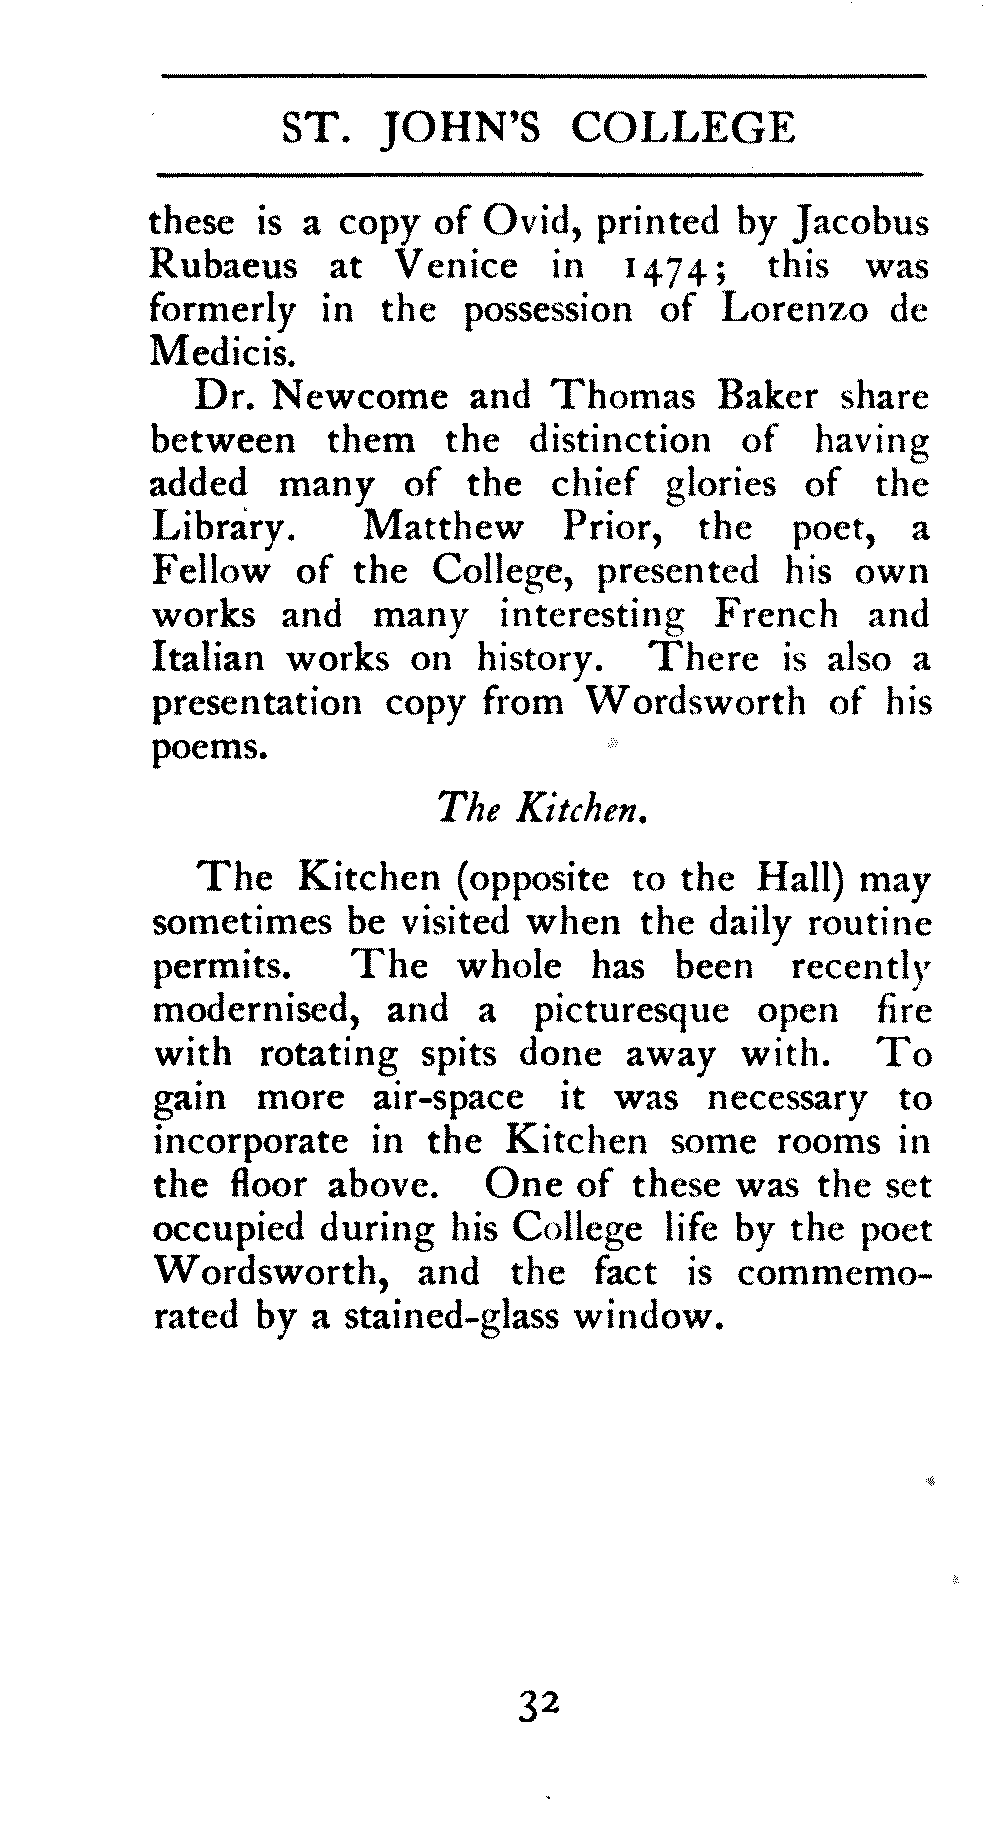 ST. JOHN'S COLLEGE
these is a copy of Ovid, printed by Jacobus
Rubaeus at Venice in 1474; this was
formerly in the possession of Lorenzo de
Medicis.
Dr. Newcome and Thomas Baker share
between them the distinction of having
added many of the chief glories of the
Library. Matthew Prior, the poet, a
Fellow of the College, presented his own
works and many interesting French and
Italian works on history. There is also a
presentation copy from Wordsworth of his
poems.
The Kitchen.
The Kitchen (opposite to the Hall) may
sometimes be visited when the daily routine
permits. The whole has been recently
modernised, and a picturesque open fire
with rotating spits done away with. To
gain more air-space it was necessary to
incorporate in the Kitchen some rooms in
the floor above. One of these was the set
occupied during his College life by the poet
Wordsworth, and the fact is commemo-
rated by a stained-glass window.
32